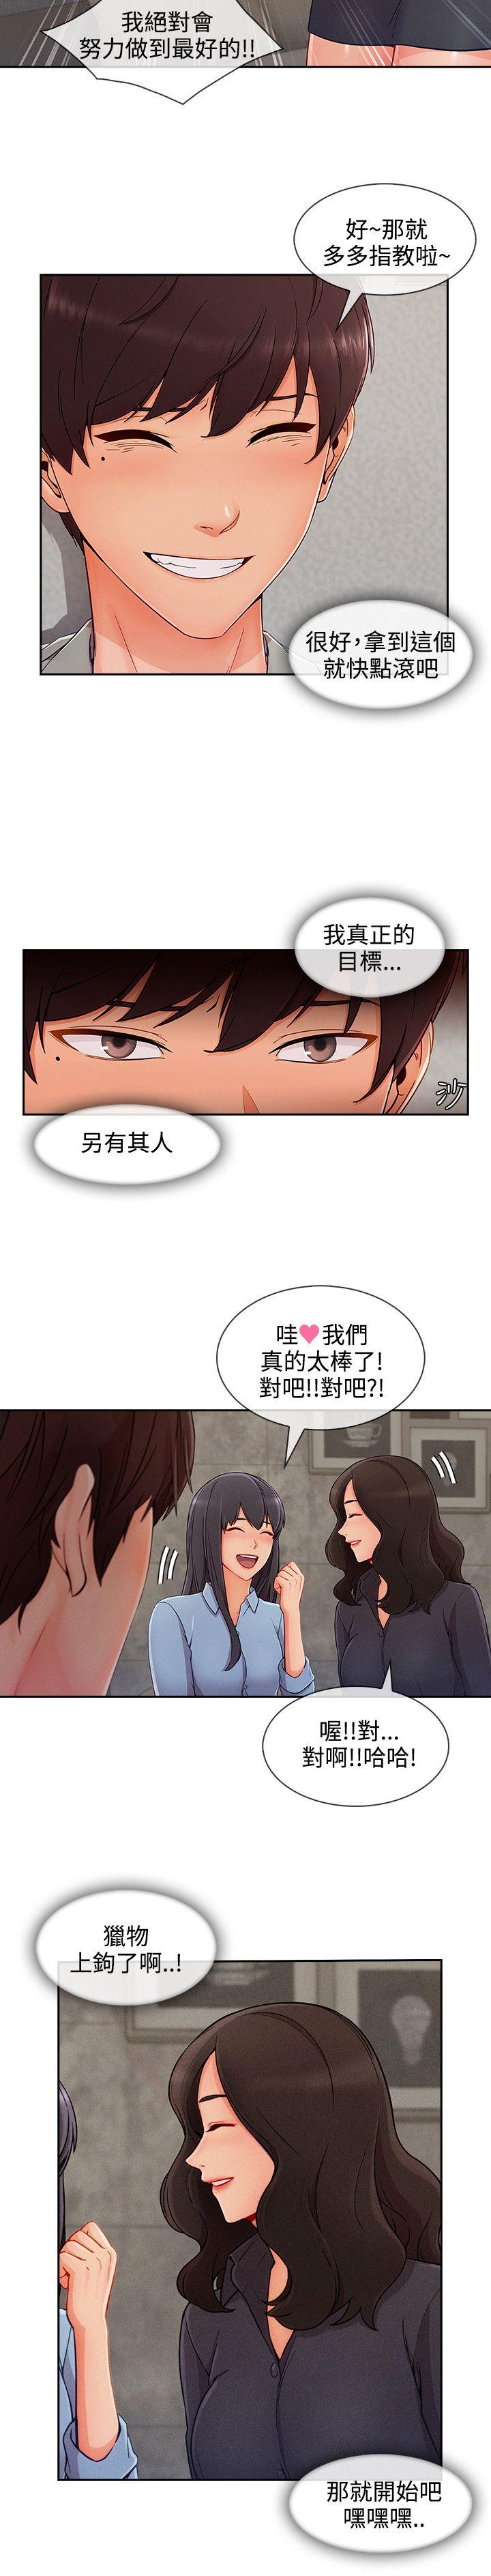 我絕對會
努力做到最好的!!
好~那就
多多指教啦~
很好,拿到這個
就快點滾吧
我真正的
目標...
沙
另有其人
哇♥我們
真的太棒了!
對吧!!對吧?!
喔!!對...
對啊!!哈哈!
獵物
上鉤了啊..!
那就開始吧
嘿嘿嘿..